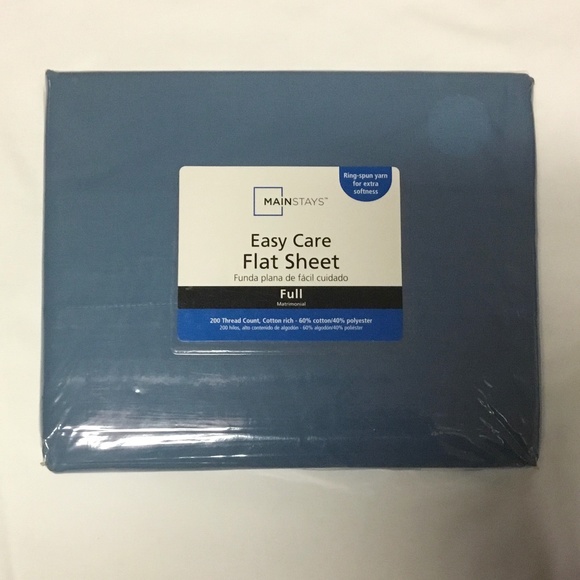 Ring-spun yarn
for extra
softness
MAINSTAYS™
Easy Care
Flat Sheet
Funda plana de fácil cuidado
Full
Matrimonial
200 Thread Count, Cotton rich - 60% cotton/40% polyester
200 hilos, alto contenido de algodón - 60% algodón/40% poliéster